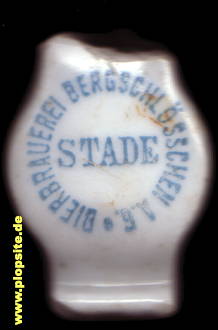 BIERBRAUEREI BERGSCHLÖSSCHEN A.G.
STADE
www.plopsite.de